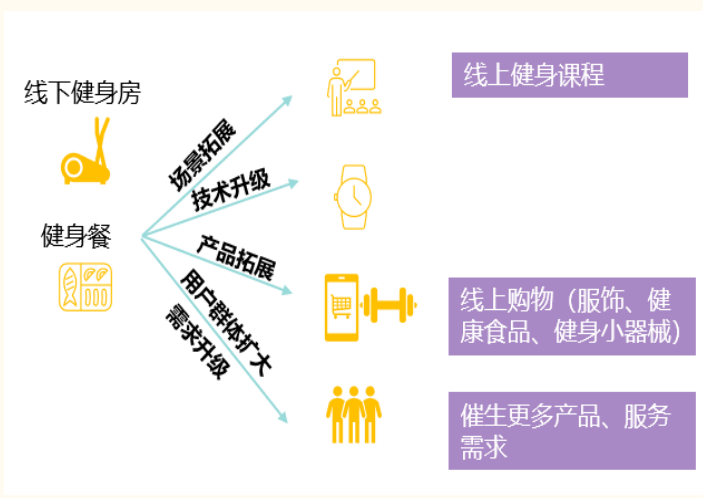 线下健身房
健身餐
场景拓展
技术升级
产品拓展
用户群体扩大
需求升级
线上健身课程
线上购物（服饰、健
康食品、健身小器械）
催生更多产品、服务
需求